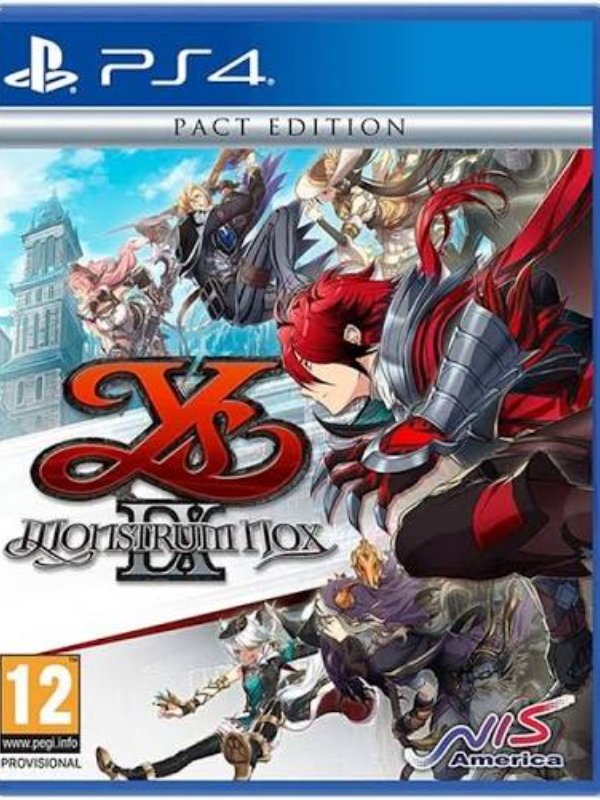 PS4
PACT EDITION
Ys
IX
MONSTRUM NOX
12
www.pegi.info
PROVISIONAL
NIS
America